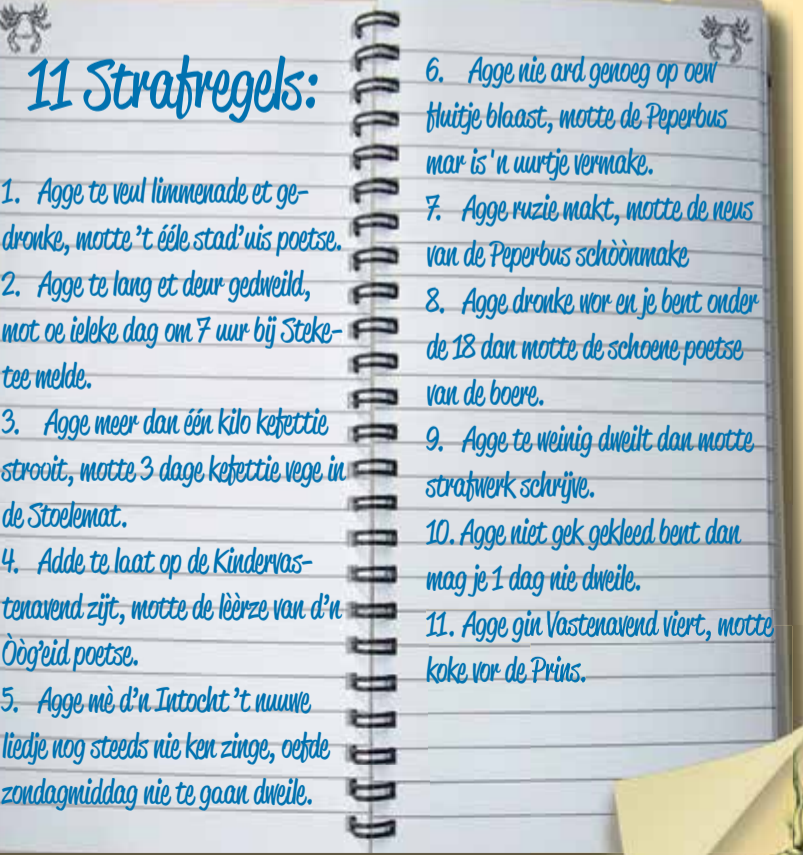 11 Strafregels:
1. Agge te veul limmenade et ge-
dronke, motte 't ééle stad'uis poetse.
2. Agge te lang et deur gedweild,
mot oe ieleke dag om 7 uur bij Steke-
tee melde.
3. Agge meer dan één kilo kefettie
strooit, motte 3 dage kefettie vege in
de Stoelemat.
4. Adde te laat op de Kindervas-
tenavend zijt, motte de lèèrze van d'n
Òòg'eid poetse.
5. Agge mè d'n Intocht 't nuuwe
liedje nog steeds nie ken zinge, oefde
zondagmiddag nie te gaan dweile.
6. Agge nie ard genoeg op oew
fluitje blaast, motte de Peperbus
mar is 'n uurtje vermake.
7. Agge ruzie makt, motte de neus
van de Peperbus schòònmake
8. Agge dronke wor en je bent onder
de 18 dan motte de schoene poetse
van de boere.
9. Agge te weinig dweilt dan motte
strafwerk schrijve.
10. Agge niet gek gekleed bent dan
mag je 1 dag nie dweile.
11. Agge gin Vastenavend viert, motte
koke vor de Prins.